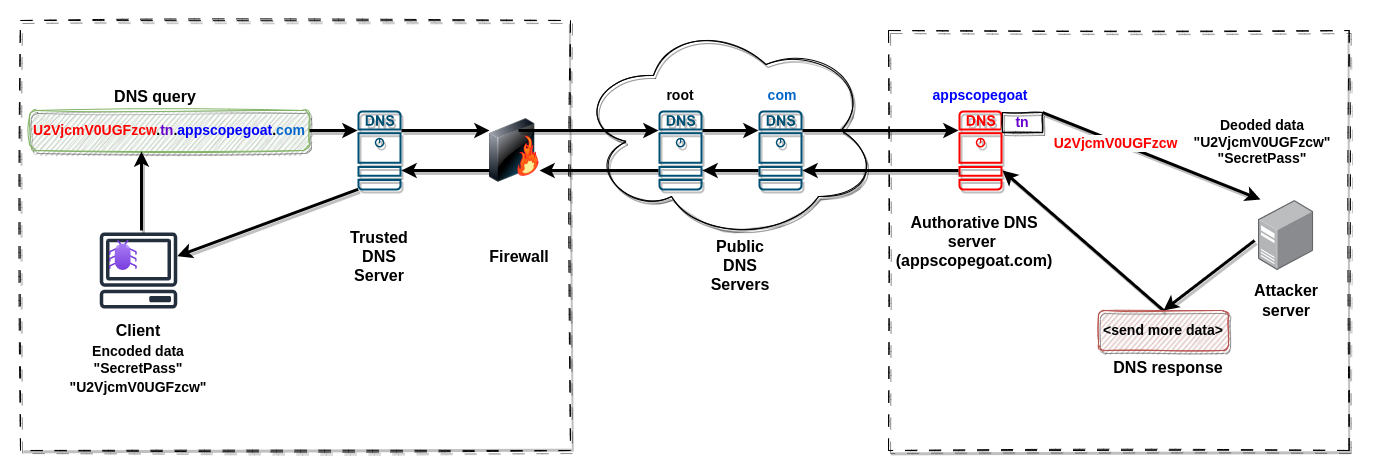 DNS query
U2VjcmV0UGFzcw.tn.appscopegoat.com
DNS
Trusted
DNS
Server
Client
Encoded data
"SecretPass"
"U2VjcmV0UGFzcw"
Firewall
root
com
DNS
DNS
Public
DNS
Servers
appscopegoat
DNS
tn
U2VjcmV0UGFzcw
Deoded data
"U2VjcmV0UGFzcw"
"SecretPass"
Authorative DNS
server
(appscopegoat.com)
Attacker
server
<send more data>
DNS response